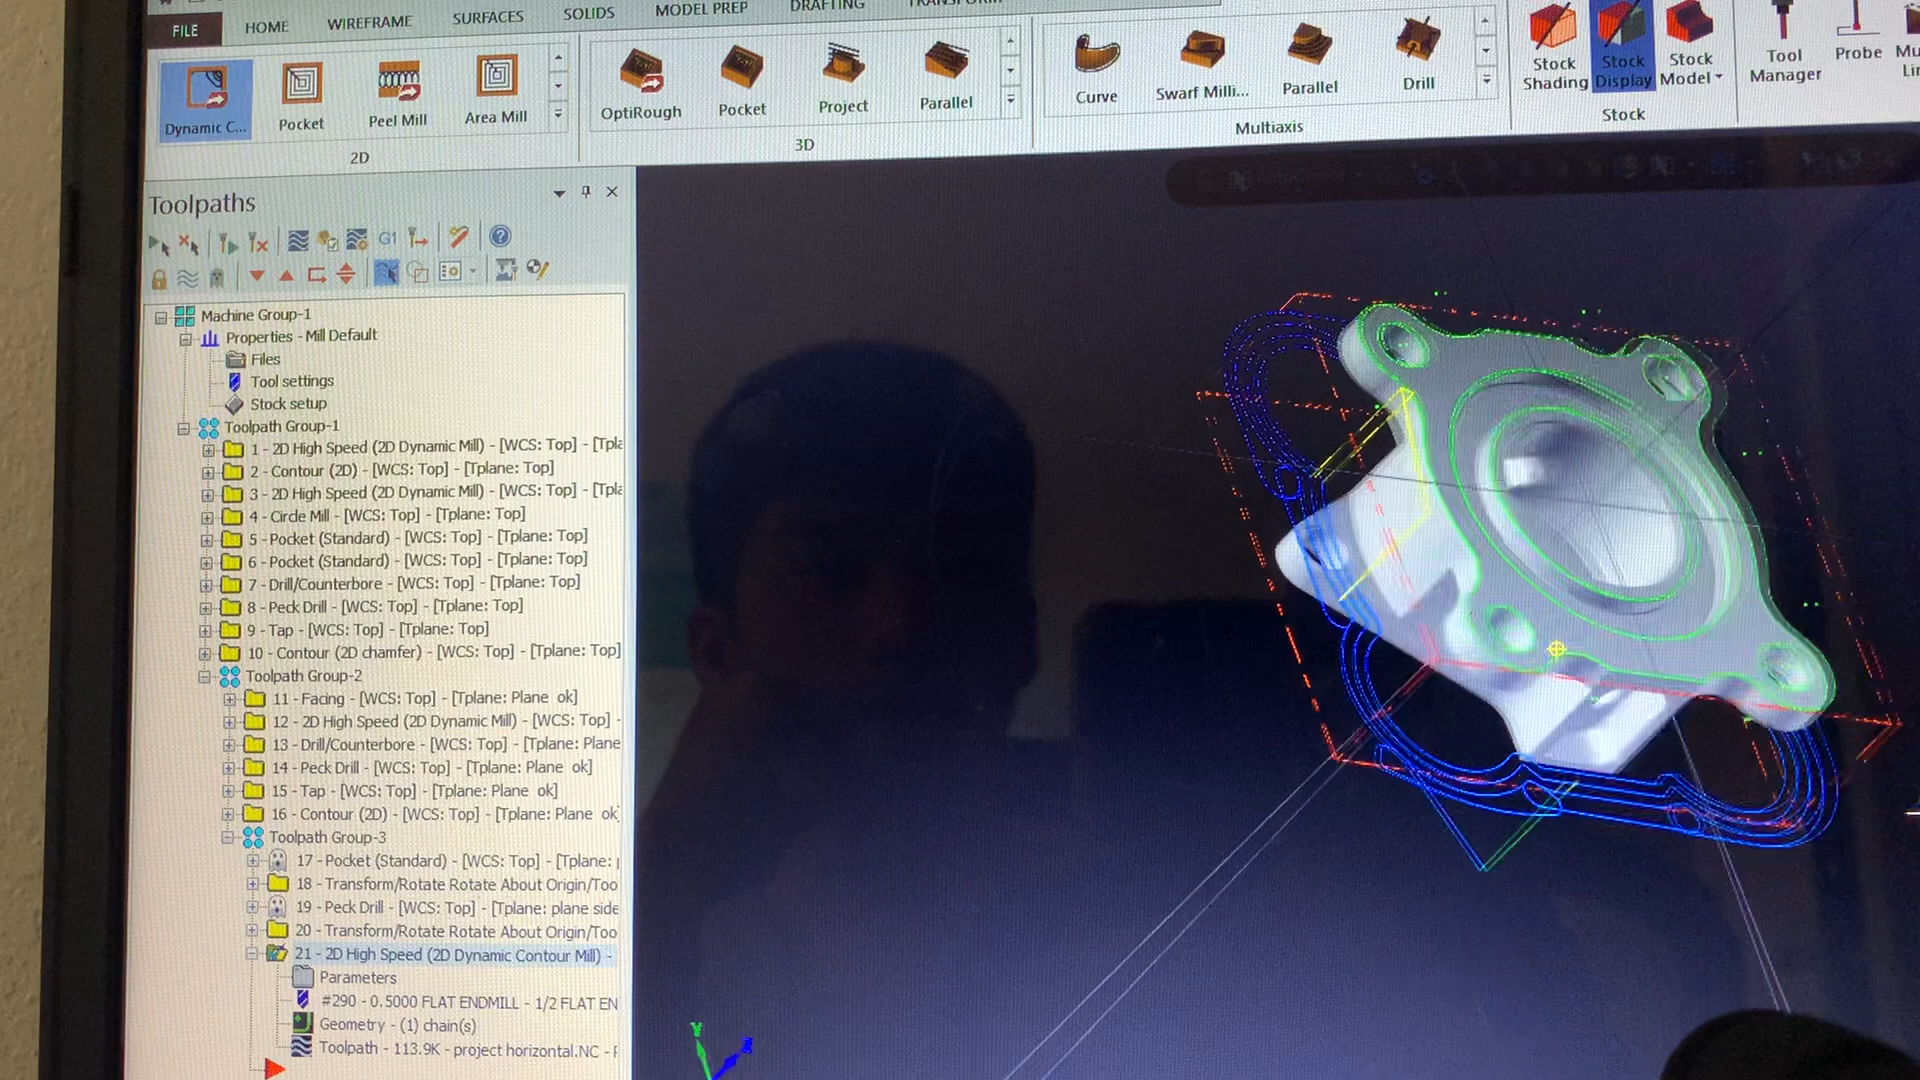 FILE HOME WIREFRAME SURFACES SOLIDS MODEL PREP DRAFTING TRANSFORM
Dynamic C... Pocket Peel Mill Area Mill
2D
OptiRough Pocket Project Parallel
3D
Curve Swarf Milli... Parallel Drill
Multiaxis
Stock Shading Stock Display Stock Model
Stock
Tool Manager Probe
Toolpaths
G1
Machine Group-1
Properties - Mill Default
Files
Tool settings
Stock setup
Toolpath Group-1
1 - 2D High Speed (2D Dynamic Mill) - [WCS: Top] - [Tpla
2 - Contour (2D) - [WCS: Top] - [Tplane: Top]
3 - 2D High Speed (2D Dynamic Mill) - [WCS: Top] - [Tpla
4 - Circle Mill - [WCS: Top] - [Tplane: Top]
5 - Pocket (Standard) - [WCS: Top] - [Tplane: Top]
6 - Pocket (Standard) - [WCS: Top] - [Tplane: Top]
7 - Drill/Counterbore - [WCS: Top] - [Tplane: Top]
8 - Peck Drill - [WCS: Top] - [Tplane: Top]
9 - Tap - [WCS: Top] - [Tplane: Top]
10 - Contour (2D chamfer) - [WCS: Top] - [Tplane: Top]
Toolpath Group-2
11 - Facing - [WCS: Top] - [Tplane: Plane ok]
12 - 2D High Speed (2D Dynamic Mill) - [WCS: Top] -
13 - Drill/Counterbore - [WCS: Top] - [Tplane: Plane
14 - Peck Drill - [WCS: Top] - [Tplane: Plane ok]
15 - Tap - [WCS: Top] - [Tplane: Plane ok]
16 - Contour (2D) - [WCS: Top] - [Tplane: Plane ok
Toolpath Group-3
17 - Pocket (Standard) - [WCS: Top] - [Tplane:
18 - Transform/Rotate Rotate About Origin/Too
19 - Peck Drill - [WCS: Top] - [Tplane: plane side
20 - Transform/Rotate Rotate About Origin/Too
21 - 2D High Speed (2D Dynamic Contour Mill) -
Parameters
#290 - 0.5000 FLAT ENDMILL - 1/2 FLAT EN
Geometry - (1) chain(s)
Toolpath - 113.9K - project horizontal.NC -
Y
Z